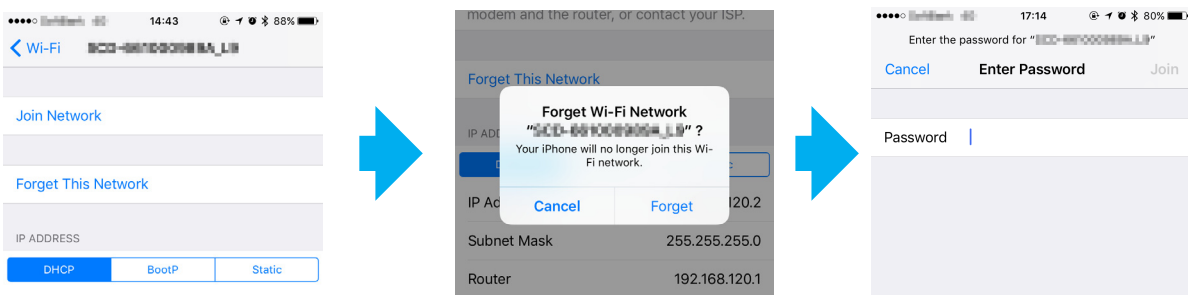 14:43 88%
Wi-Fi
Join Network
Forget This Network
IP ADDRESS
DHCP BootP Static
modem and the router, or contact your ISP.
Forget This Network
Forget Wi-Fi Network
" " ?
Your iPhone will no longer join this Wi-
Fi network.
Cancel Forget
IP ADD
IP Ad 120.2
Subnet Mask 255.255.255.0
Router 192.168.120.1
17:14 80%
Enter the password for " "
Cancel Enter Password Join
Password